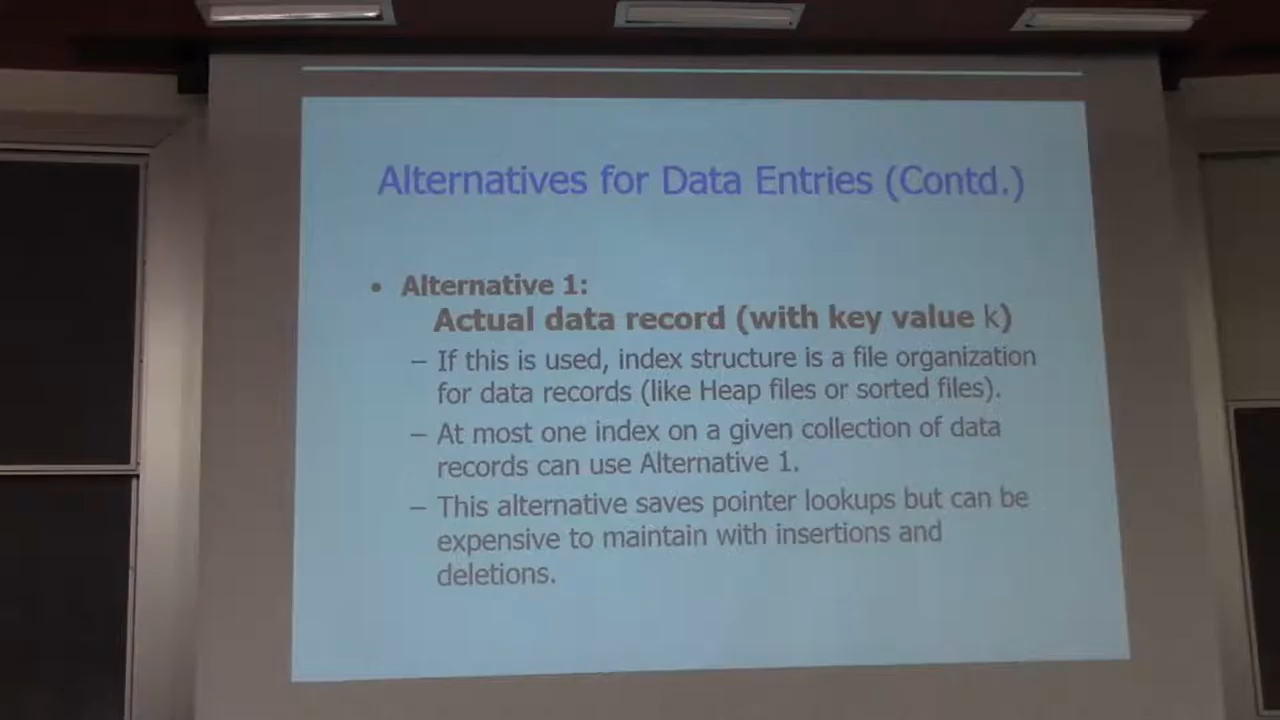 Alternatives for Data Entries (Contd.)
• Alternative 1:
Actual data record (with key value k)
– If this is used, index structure is a file organization
for data records (like Heap files or sorted files).
– At most one index on a given collection of data
records can use Alternative 1.
– This alternative saves pointer lookups but can be
expensive to maintain with insertions and
deletions.